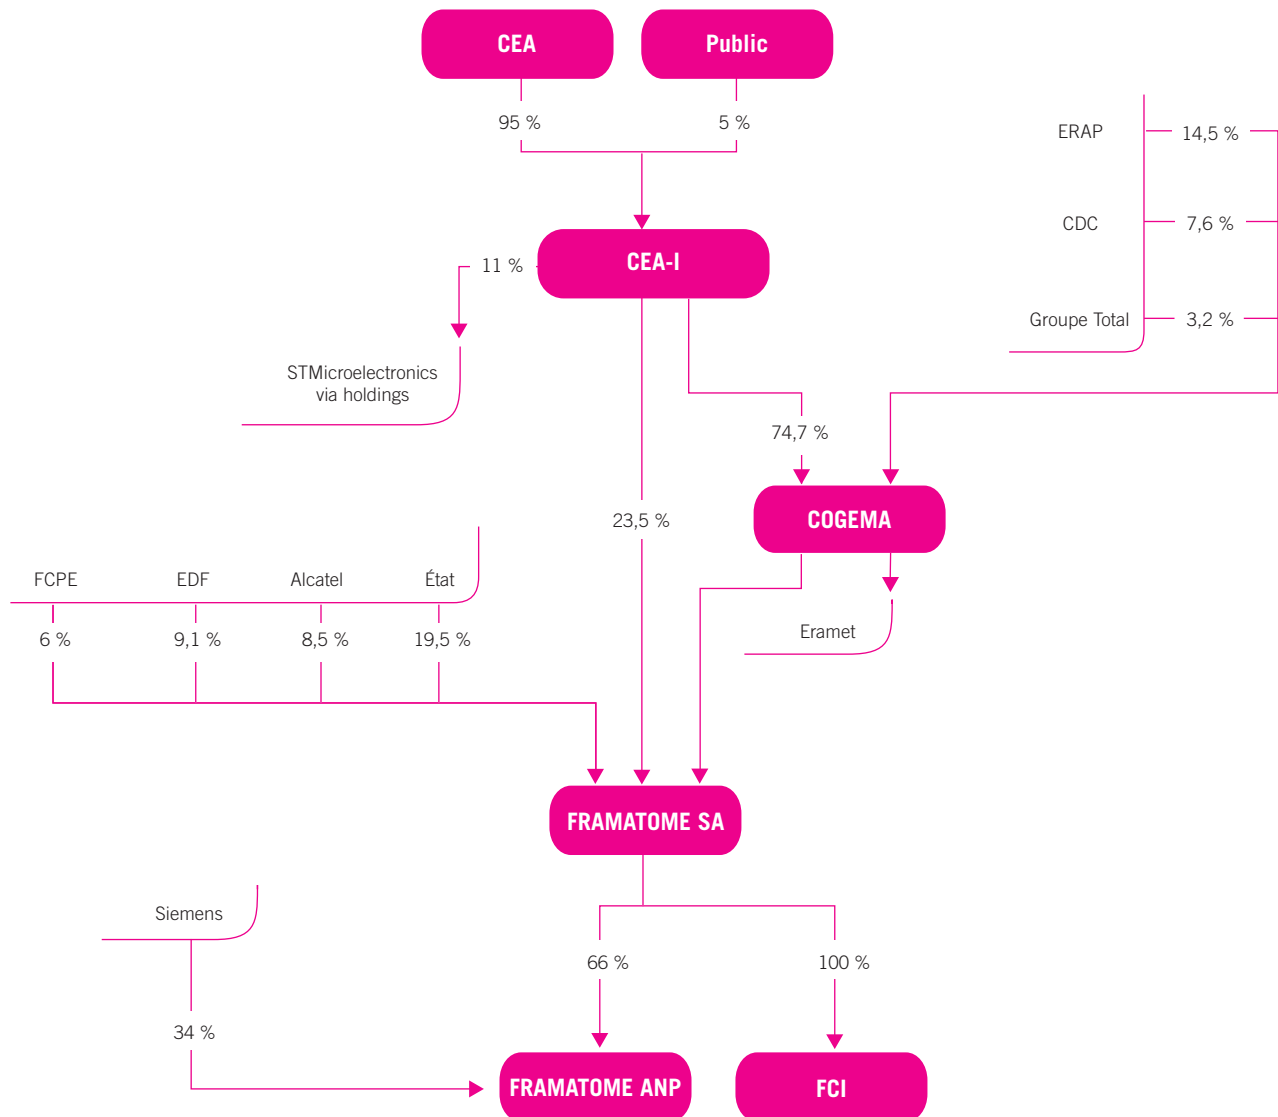 CEA
Public
95 %
5 %
ERAP
14,5 %
CDC
7,6 %
Groupe Total
3,2 %
CEA-I
11 %
STMicroelectronics
via holdings
74,7 %
COGEMA
23,5 %
FCPE
EDF
Alcatel
État
6 %
9,1 %
8,5 %
19,5 %
Eramet
FRAMATOME SA
Siemens
66 %
100 %
34 %
FRAMATOME ANP
FCI